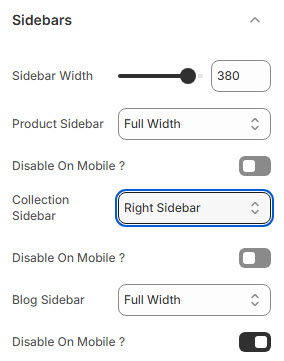 Sidebars
Sidebar Width 380
Product Sidebar Full Width
Disable On Mobile ?
Collection
Sidebar
Right Sidebar
Disable On Mobile ?
Blog Sidebar Full Width
Disable On Mobile ?